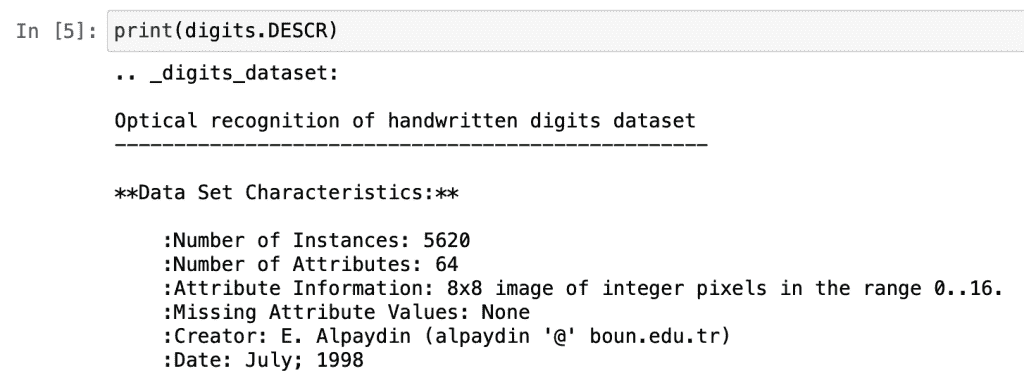 In [5]: print(digits.DESCR)
.. _digits_dataset:
Optical recognition of handwritten digits dataset
--------------------------------------------------
**Data Set Characteristics:**
:Number of Instances: 5620
:Number of Attributes: 64
:Attribute Information: 8x8 image of integer pixels in the range 0..16.
:Missing Attribute Values: None
:Creator: E. Alpaydin (alpaydin '@' boun.edu.tr)
:Date: July; 1998